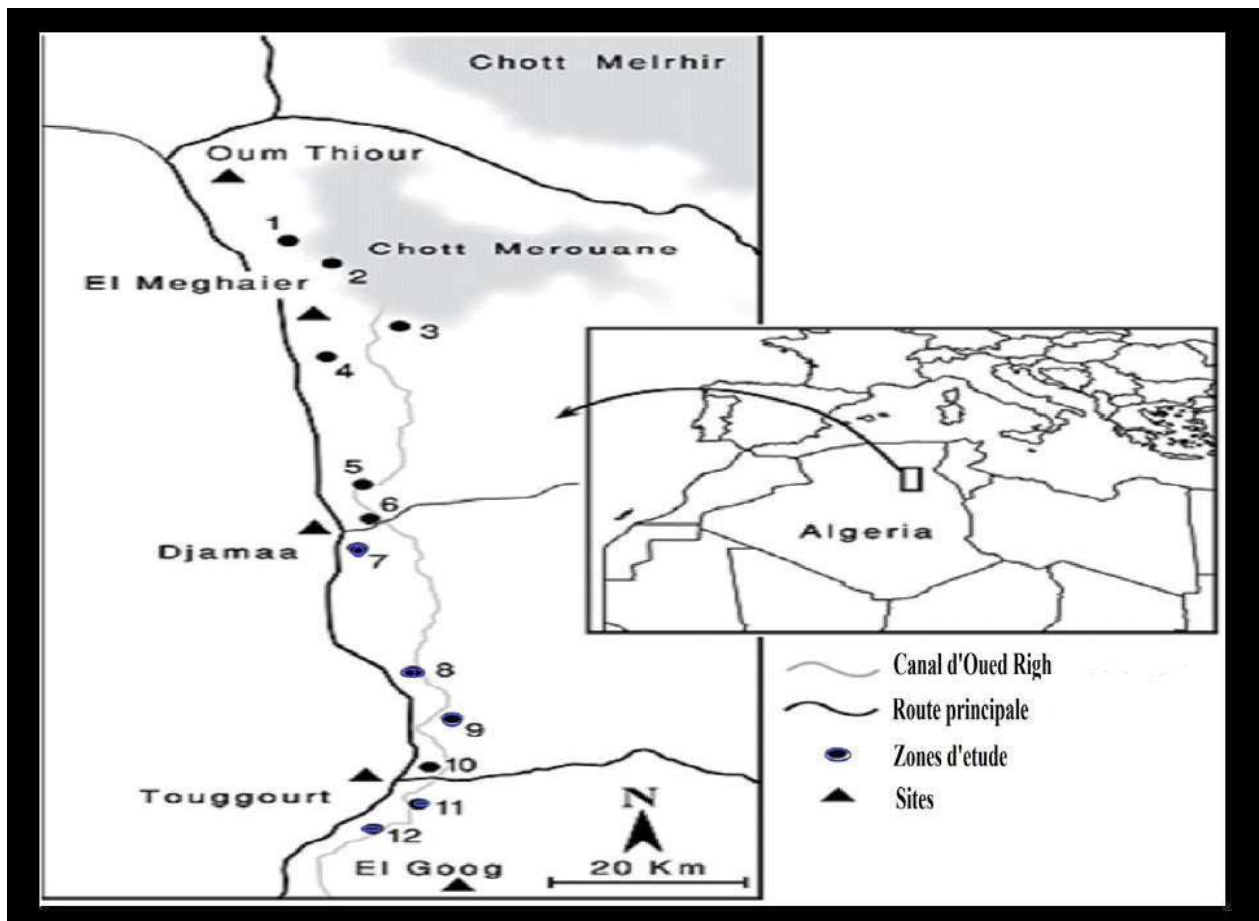 Chott Melrhir
Oum Thiour
1
Chott Merouane
2
El Meghaier
3
4
5
6
Djamaa
7
8
9
10
Touggourt
11
12
El Goog
N
20 Km
Algeria
Canal d'Oued Righ
Route principale
Zones d'etude
Sites